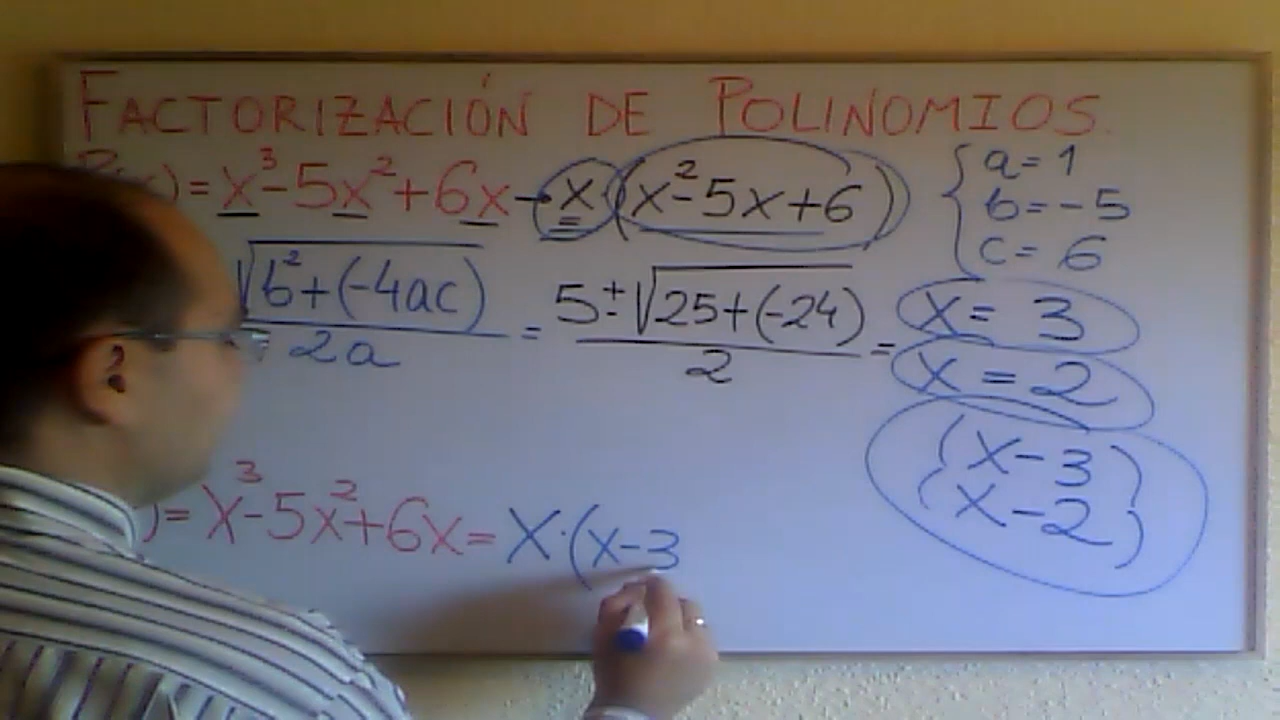 FACTORIZACIÓN DE POLINOMIOS.
P(x) = x³-5x²+6x → x·(x²-5x+6)
{ a=1
b=-5
c=6
√b²+(-4ac) / 2a = 5±√25+(-24) / 2 =
x=3
x=2
(x-3)
(x-2)
)=x³-5x²+6x=x·(x-3